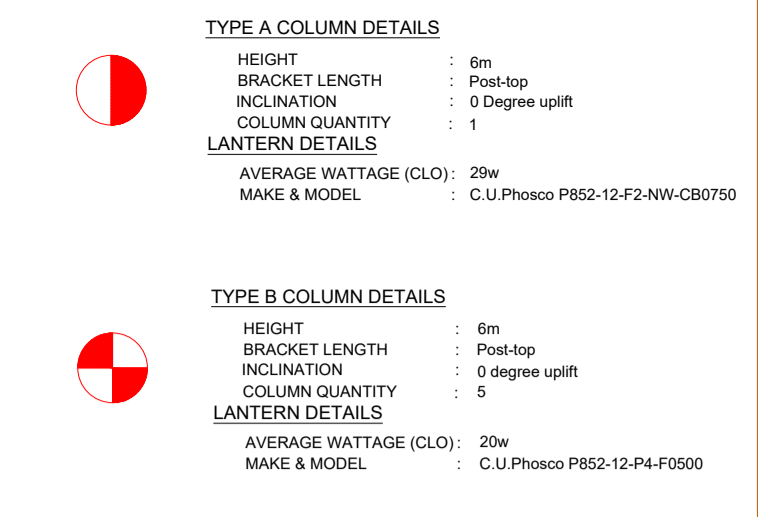 TYPE A COLUMN DETAILS
HEIGHT : 6m
BRACKET LENGTH : Post-top
INCLINATION : 0 Degree uplift
COLUMN QUANTITY : 1
LANTERN DETAILS
AVERAGE WATTAGE (CLO) : 29w
MAKE & MODEL : C.U.Phosco P852-12-F2-NW-CB0750
TYPE B COLUMN DETAILS
HEIGHT : 6m
BRACKET LENGTH : Post-top
INCLINATION : 0 degree uplift
COLUMN QUANTITY : 5
LANTERN DETAILS
AVERAGE WATTAGE (CLO) : 20w
MAKE & MODEL : C.U.Phosco P852-12-P4-F0500